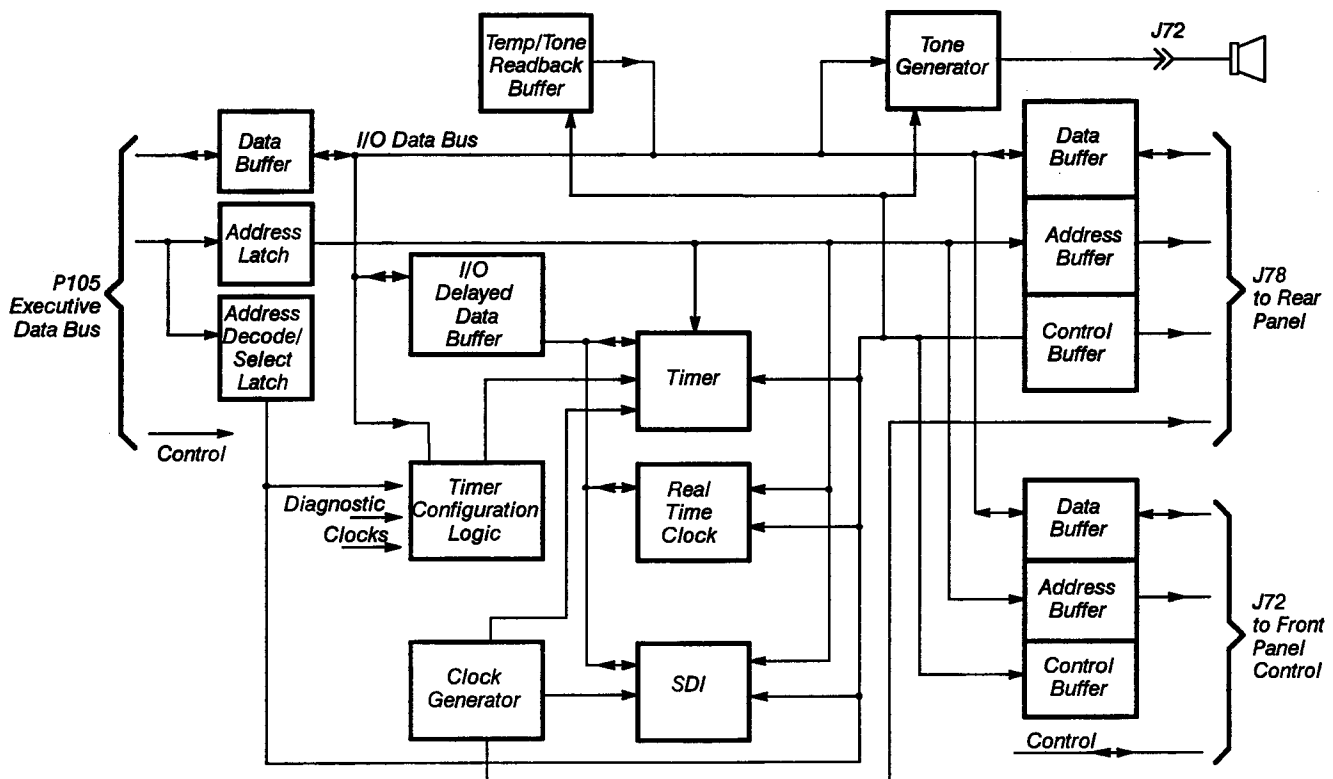 Temp/Tone
Readback
Buffer
Tone
Generator
J72
Data
Buffer
I/O Data Bus
Data
Buffer
Address
Latch
Address
Buffer
P105
Executive
Data Bus
Address
Decode/
Select
Latch
I/O
Delayed
Data
Buffer
Timer
Control
Buffer
J78
to Rear
Panel
Control
Diagnostic
Clocks
Timer
Configuration
Logic
Real
Time
Clock
Data
Buffer
Address
Buffer
Control
Buffer
J72
to Front
Panel
Control
Clock
Generator
SDI
Control